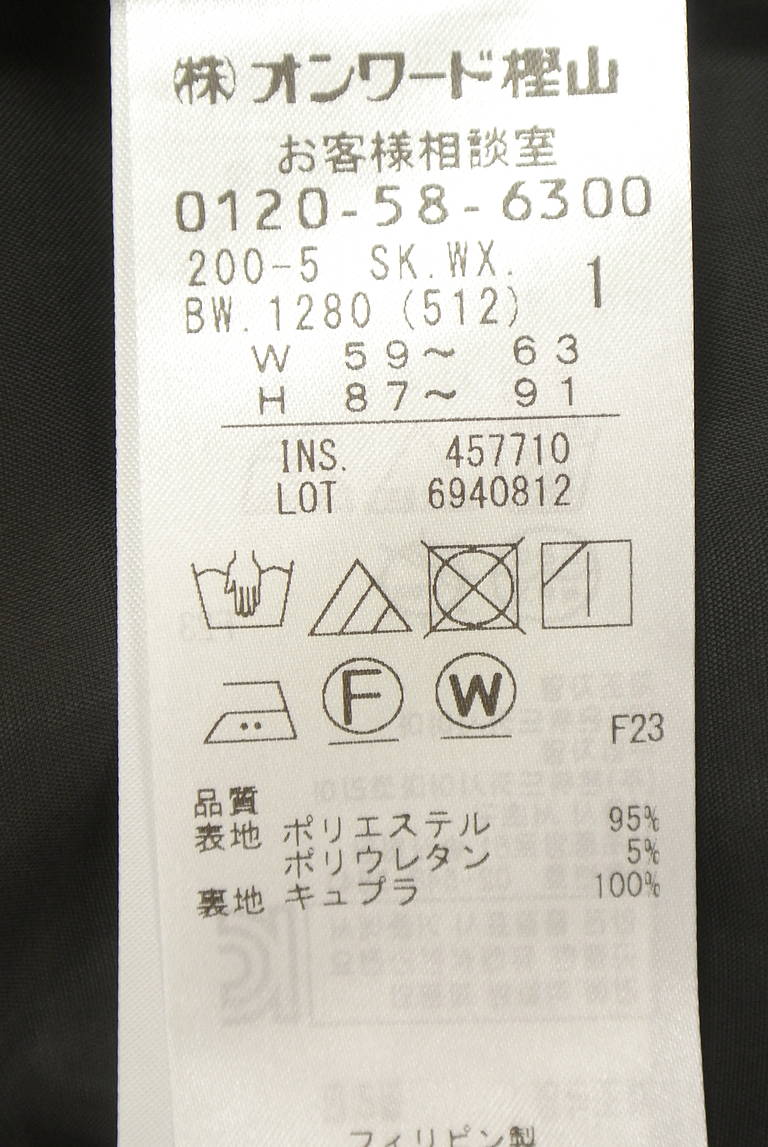 ㈱オンワード樫山
お客様相談室
0120-58-6300
200-5 SK.WX. 1
BW.1280 (512)
W 59～ 63
H 87～ 91
INS. 457710
LOT 6940812
F W
F23
品質
表地 ポリエステル 95%
ポリウレタン 5%
裏地 キュプラ 100%
フィリピン製